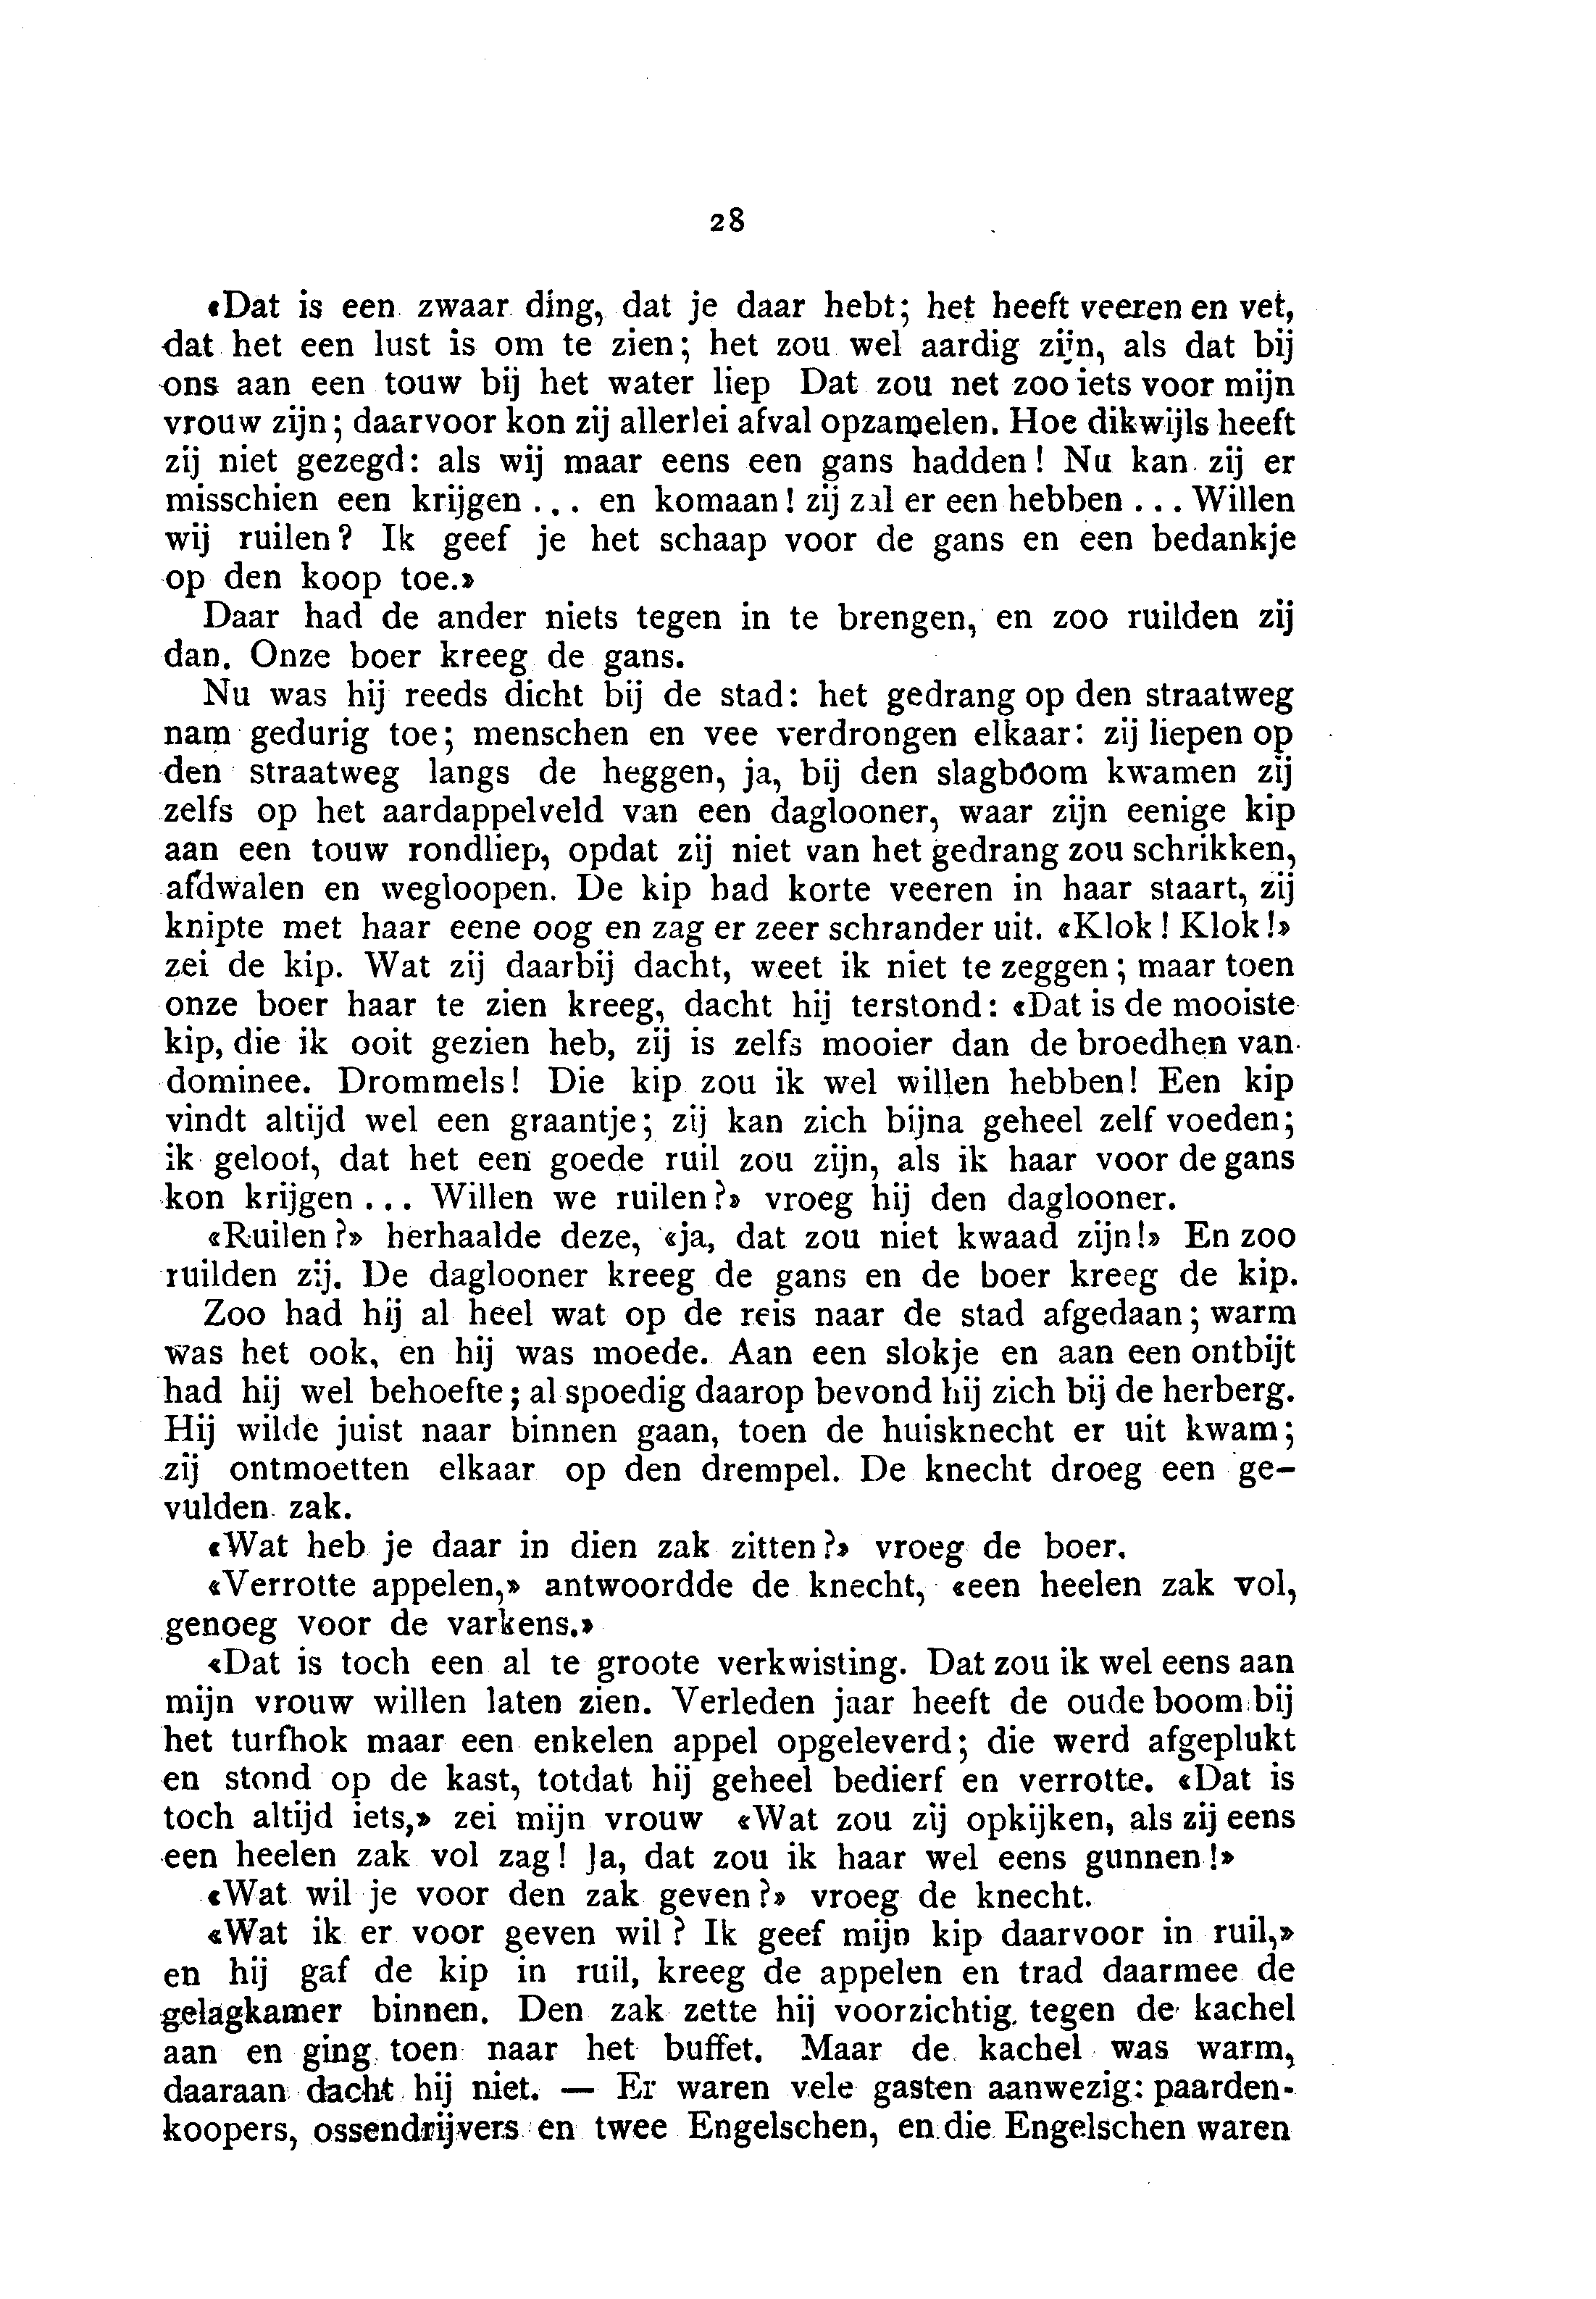 28
«Dat is een zwaar ding, dat je daar hebt; het heeft veeren en vet,
dat het een lust is om te zien; het zou wel aardig zijn, als dat bij
ons aan een touw bij het water liep Dat zou net zoo iets voor mijn
vrouw zijn; daarvoor kon zij allerlei afval opzamelen. Hoe dikwijls heeft
zij niet gezegd: als wij maar eens een gans hadden! Nu kan zij er
misschien een krijgen ... en komaan! zij zal er een hebben ... Willen
wij ruilen? Ik geef je het schaap voor de gans en een bedankje
op den koop toe.»
Daar had de ander niets tegen in te brengen, en zoo ruilden zij
dan. Onze boer kreeg de gans.
Nu was hij reeds dicht bij de stad: het gedrang op den straatweg
nam gedurig toe; menschen en vee verdrongen elkaar: zij liepen op
den straatweg langs de heggen, ja, bij den slagboom kwamen zij
zelfs op het aardappelveld van een daglooner, waar zijn eenige kip
aan een touw rondliep, opdat zij niet van het gedrang zou schrikken,
afdwalen en wegloopen. De kip had korte veeren in haar staart, zij
knipte met haar eene oog en zag er zeer schrander uit. «Klok! Klok!»
zei de kip. Wat zij daarbij dacht, weet ik niet te zeggen; maar toen
onze boer haar te zien kreeg, dacht hij terstond: «Dat is de mooiste
kip, die ik ooit gezien heb, zij is zelfs mooier dan de broedhen van
dominee. Drommels! Die kip zou ik wel willen hebben! Een kip
vindt altijd wel een graantje; zij kan zich bijna geheel zelf voeden;
ik geloof, dat het een goede ruil zou zijn, als ik haar voor de gans
kon krijgen ... Willen we ruilen?» vroeg hij den daglooner.
«Ruilen?» herhaalde deze, «ja, dat zou niet kwaad zijn!» En zoo
ruilden zij. De daglooner kreeg de gans en de boer kreeg de kip.
Zoo had hij al heel wat op de reis naar de stad afgedaan; warm
was het ook, en hij was moede. Aan een slokje en aan een ontbijt
had hij wel behoefte; al spoedig daarop bevond hij zich bij de herberg.
Hij wilde juist naar binnen gaan, toen de huisknecht er uit kwam;
zij ontmoetten elkaar op den drempel. De knecht droeg een ge-
vulden zak.
«Wat heb je daar in dien zak zitten?» vroeg de boer.
«Verrotte appelen,» antwoordde de knecht, «een heelen zak vol,
genoeg voor de varkens.»
«Dat is toch een al te groote verkwisting. Dat zou ik wel eens aan
mijn vrouw willen laten zien. Verleden jaar heeft de oude boom bij
het turfhok maar een enkelen appel opgeleverd; die werd afgeplukt
en stond op de kast, totdat hij geheel bedierf en verrotte. «Dat is
toch altijd iets,» zei mijn vrouw «Wat zou zij opkijken, als zij eens
een heelen zak vol zag! Ja, dat zou ik haar wel eens gunnen!»
«Wat wil je voor den zak geven?» vroeg de knecht.
«Wat ik er voor geven wil? Ik geef mijn kip daarvoor in ruil,»
en hij gaf de kip in ruil, kreeg de appelen en trad daarmee de
gelagkamer binnen. Den zak zette hij voorzichtig tegen de kachel
aan en ging toen naar het buffet. Maar de kachel was warm,
daaraan dacht hij niet. — Er waren vele gasten aanwezig: paarden-
koopers, ossendrijvers en twee Engelschen, en die Engelschen waren